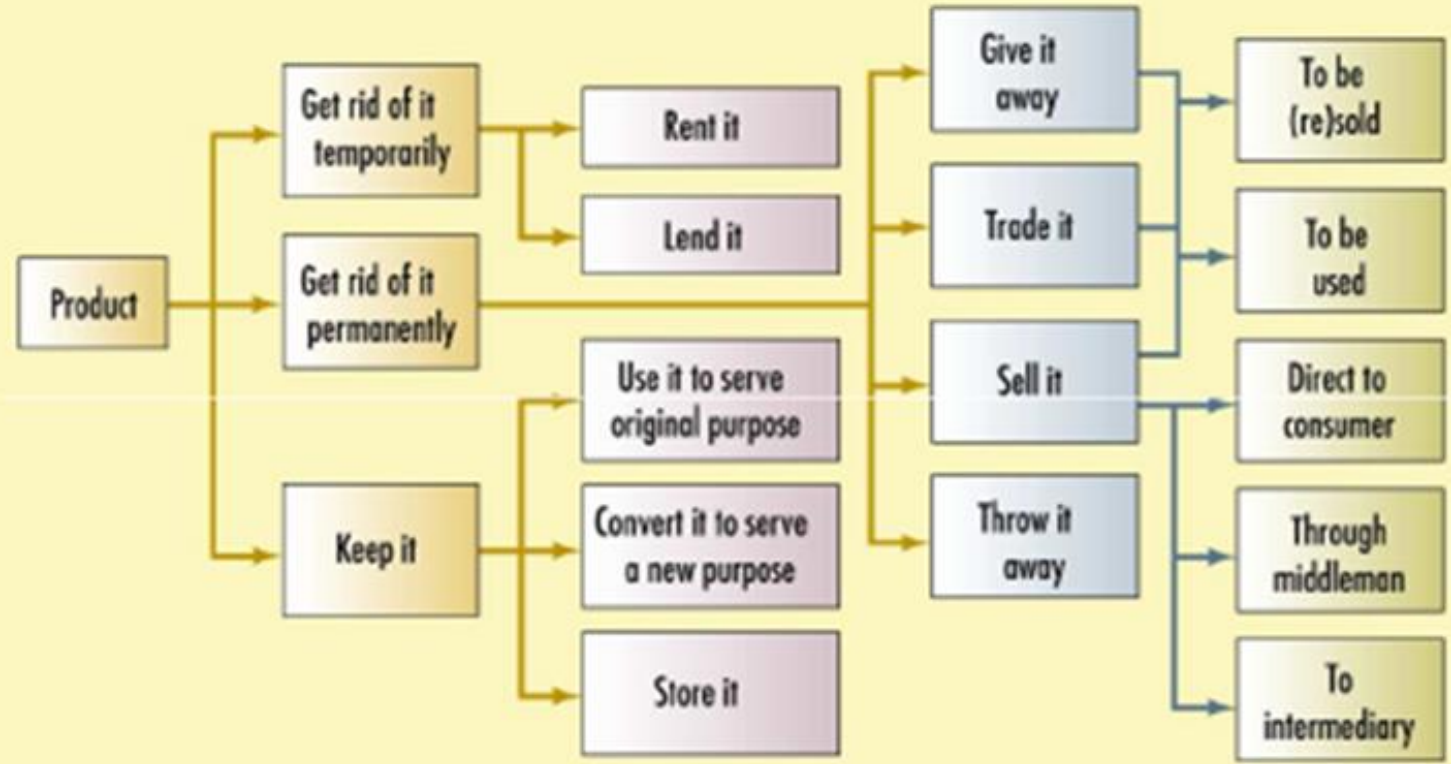 Product
Get rid of it
temporarily
Get rid of it
permanently
Keep it
Rent it
Lend it
Use it to serve
original purpose
Convert it to serve
a new purpose
Store it
Give it
away
Trade it
Sell it
Throw it
away
To be
(re)sold
To be
used
Direct to
consumer
Through
middleman
To
intermediary